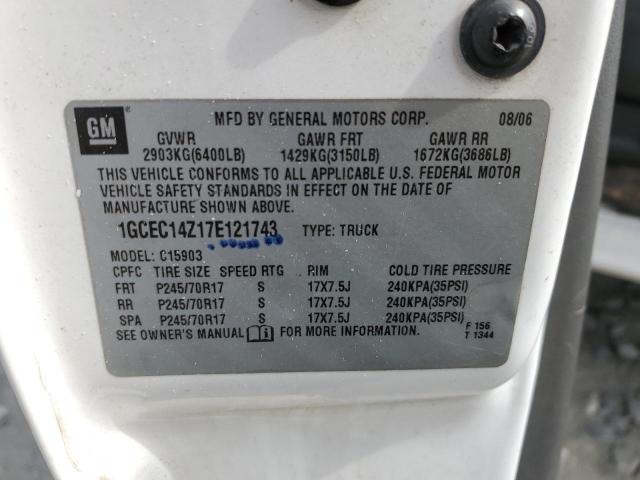 GM ® MFD BY GENERAL MOTORS CORP. 08/06
GVWR GAWR FRT GAWR RR
2903KG(6400LB) 1429KG(3150LB) 1672KG(3686LB)
THIS VEHICLE CONFORMS TO ALL APPLICABLE U.S. FEDERAL MOTOR
VEHICLE SAFETY STANDARDS IN EFFECT ON THE DATE OF
MANUFACTURE SHOWN ABOVE.
1GCEC14Z17E121743 TYPE: TRUCK
MODEL: C15903
CPFC TIRE SIZE SPEED RTG RIM COLD TIRE PRESSURE
FRT P245/70R17 S 17X7.5J 240KPA(35PSI)
RR P245/70R17 S 17X7.5J 240KPA(35PSI)
SPA P245/70R17 S 17X7.5J 240KPA(35PSI)
SEE OWNER'S MANUAL FOR MORE INFORMATION. F 156
T 1344